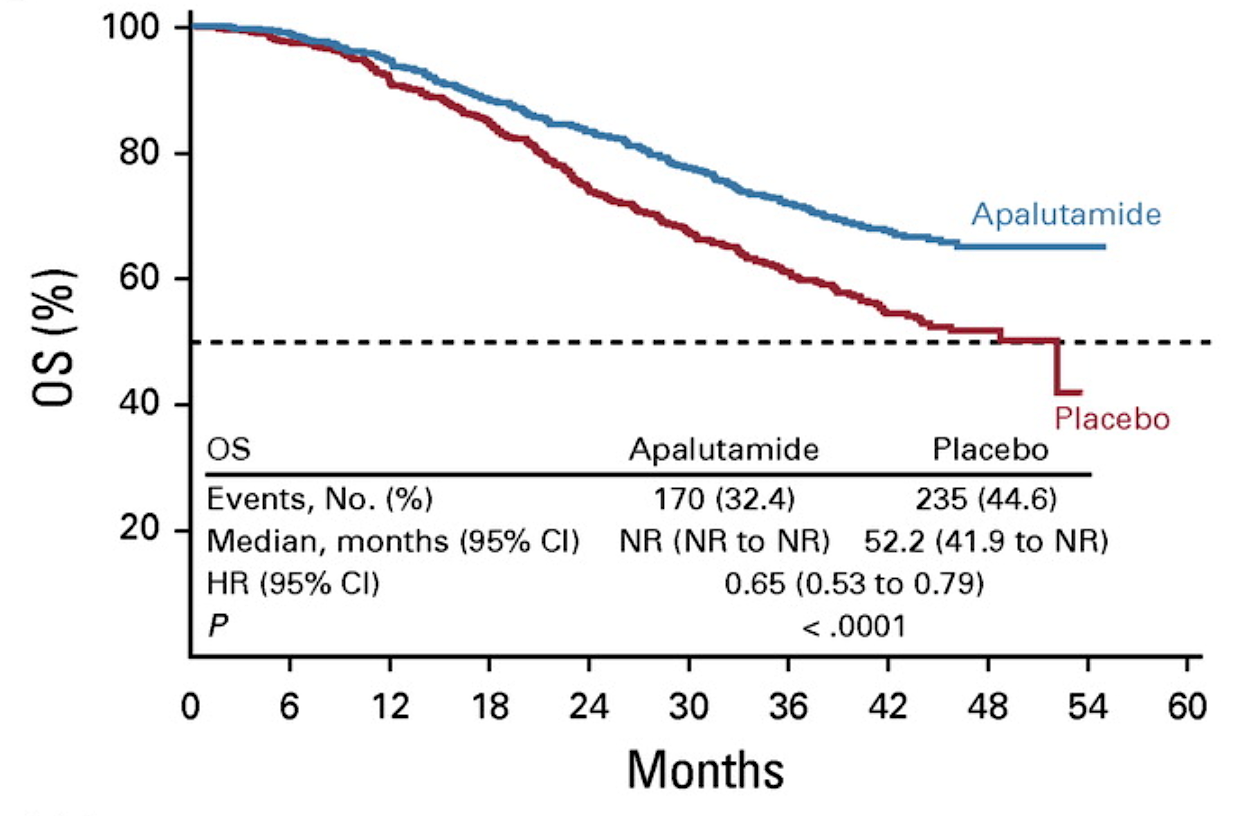 100
80
60
40
20
OS (%)
Apalutamide
Placebo
OS Apalutamide Placebo
Events, No. (%) 170 (32.4) 235 (44.6)
Median, months (95% CI) NR (NR to NR) 52.2 (41.9 to NR)
HR (95% CI) 0.65 (0.53 to 0.79)
P < .0001
0 6 12 18 24 30 36 42 48 54 60
Months